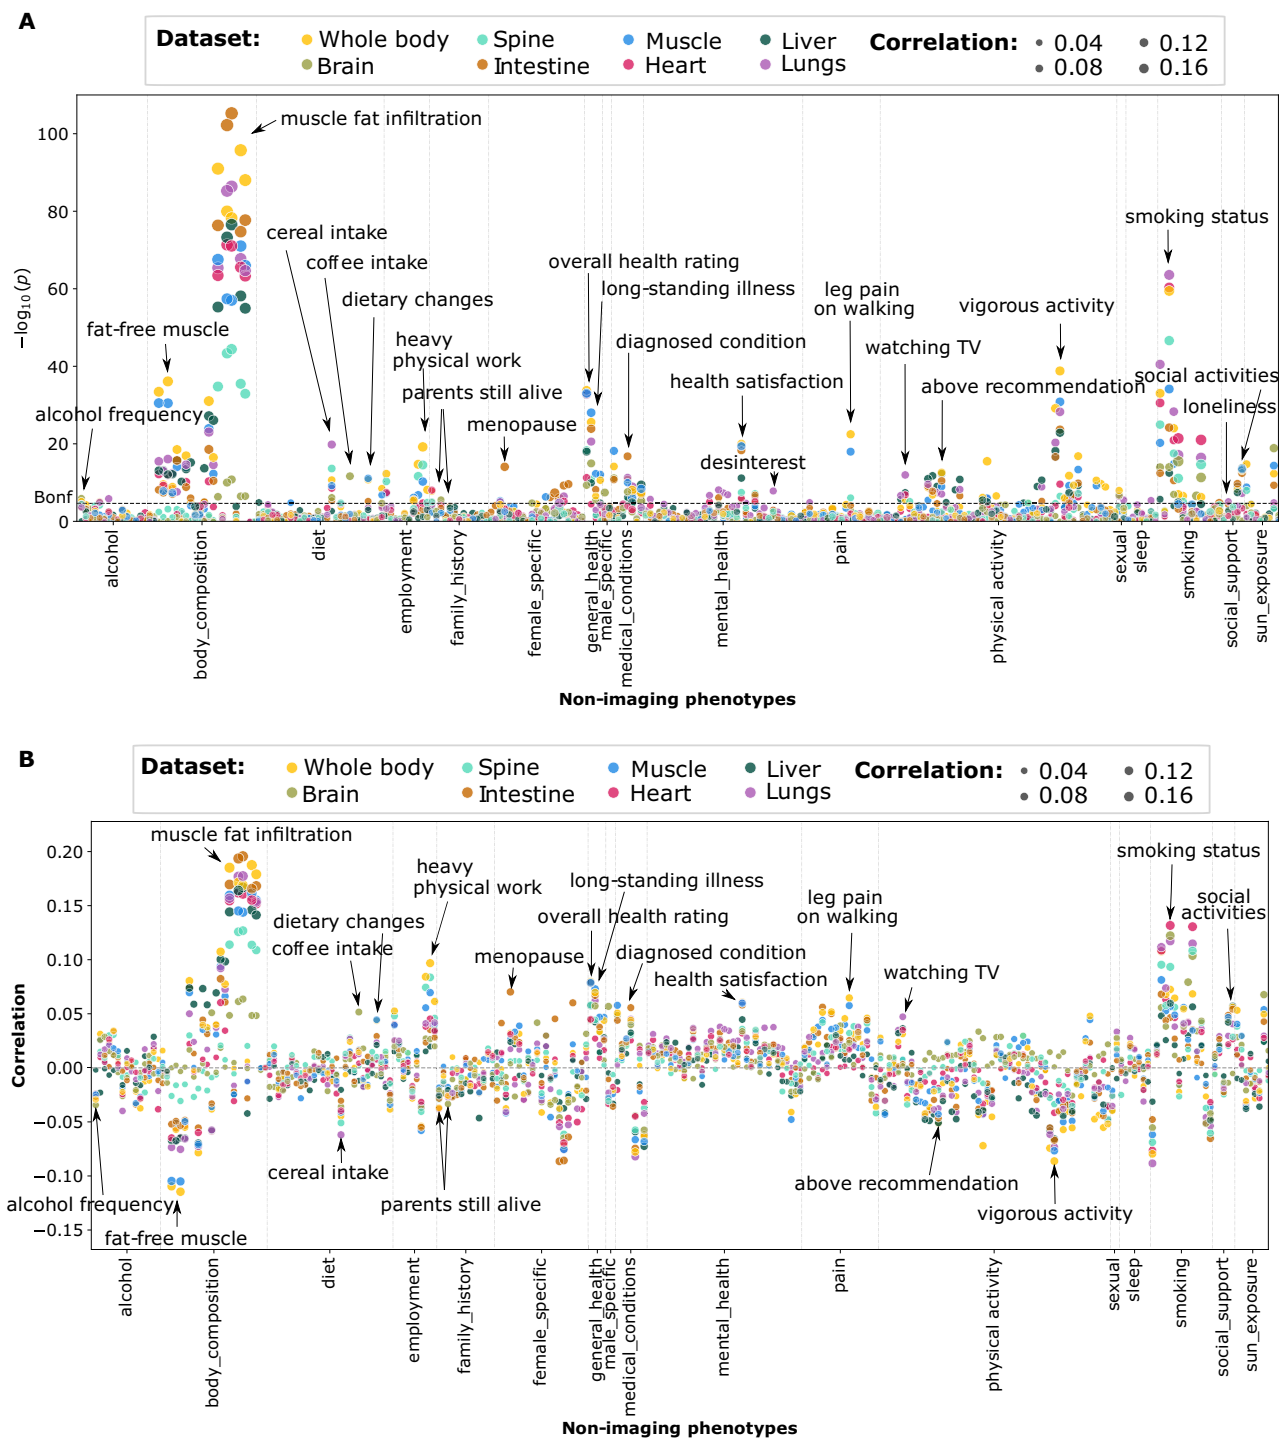 A
Dataset: Whole body Spine Muscle Liver Correlation: 0.04 0.12
Brain Intestine Heart Lungs 0.08 0.16
100
muscle fat infiltration
80
smoking status
cereal intake
coffee intake
overall health rating
60
dietary changes
long-standing illness
leg pain
on walking
vigorous activity
−log₁₀(p)
fat-free muscle
heavy
physical work
diagnosed condition
watching TV
40
parents still alive
health satisfaction
above recommendation
social activities
alcohol frequency
menopause
loneliness
20
desinterest
Bonf
0
alcohol
body_composition
diet
employment
family_history
female_specific
general_health
male_specific
medical_conditions
mental_health
pain
physical activity
sexual
sleep
smoking
social_support
sun_exposure
Non-imaging phenotypes
B
Dataset: Whole body Spine Muscle Liver Correlation: 0.04 0.12
Brain Intestine Heart Lungs 0.08 0.16
muscle fat infiltration
0.20
smoking status
heavy
physical work
long-standing illness
leg pain
on walking
social
activities
0.15
dietary changes
overall health rating
coffee intake
menopause
diagnosed condition
0.10
health satisfaction
watching TV
0.05
Correlation
0.00
−0.05
cereal intake
−0.10
above recommendation
alcohol frequency
parents still alive
vigorous activity
−0.15
fat-free muscle
alcohol
body_composition
diet
employment
family_history
female_specific
general_health
male_specific
medical_conditions
mental_health
pain
physical activity
sexual
sleep
smoking
social_support
sun_exposure
Non-imaging phenotypes